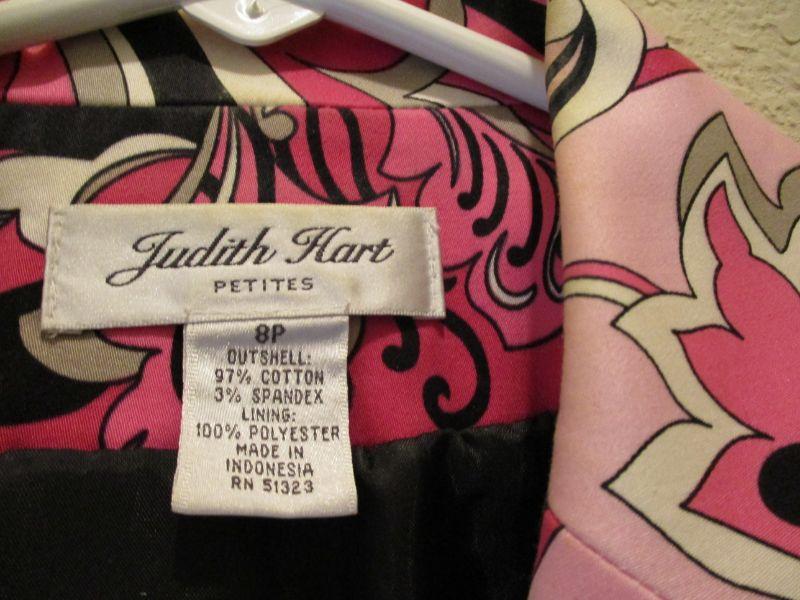 Judith Hart
PETITES
8P
OUTSHELL:
97% COTTON
3% SPANDEX
LINING:
100% POLYESTER
MADE IN
INDONESIA
RN 51323